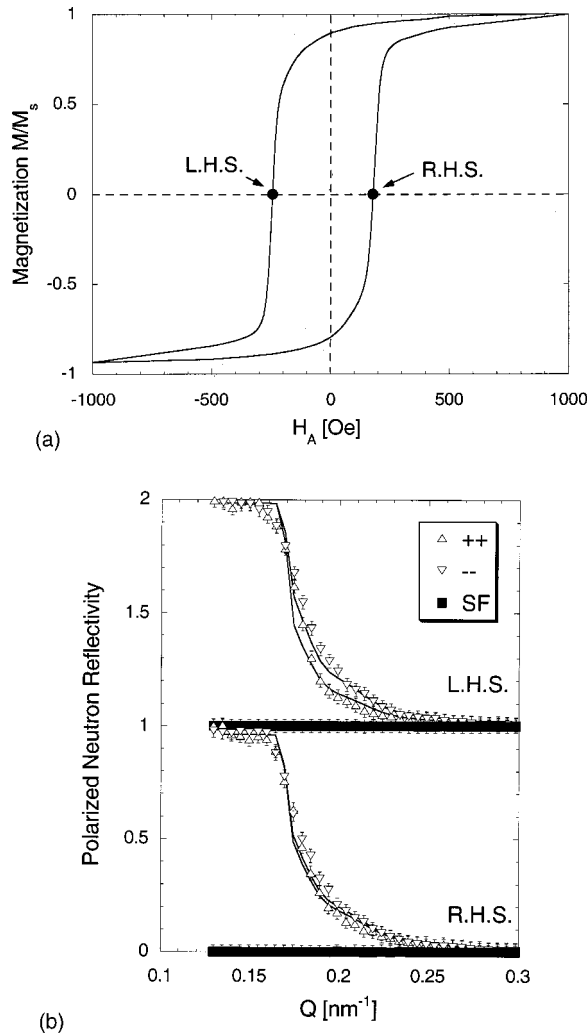 1
0.5
0
-0.5
-1
Magnetization M/Ms
L.H.S.
R.H.S.
-1000
-500
0
500
1000
H_A [Oe]
(a)
2
1.5
1
0.5
0
Polarized Neutron Reflectivity
++
--
SF
L.H.S.
R.H.S.
0.1
0.15
0.2
0.25
0.3
Q [nm⁻¹]
(b)